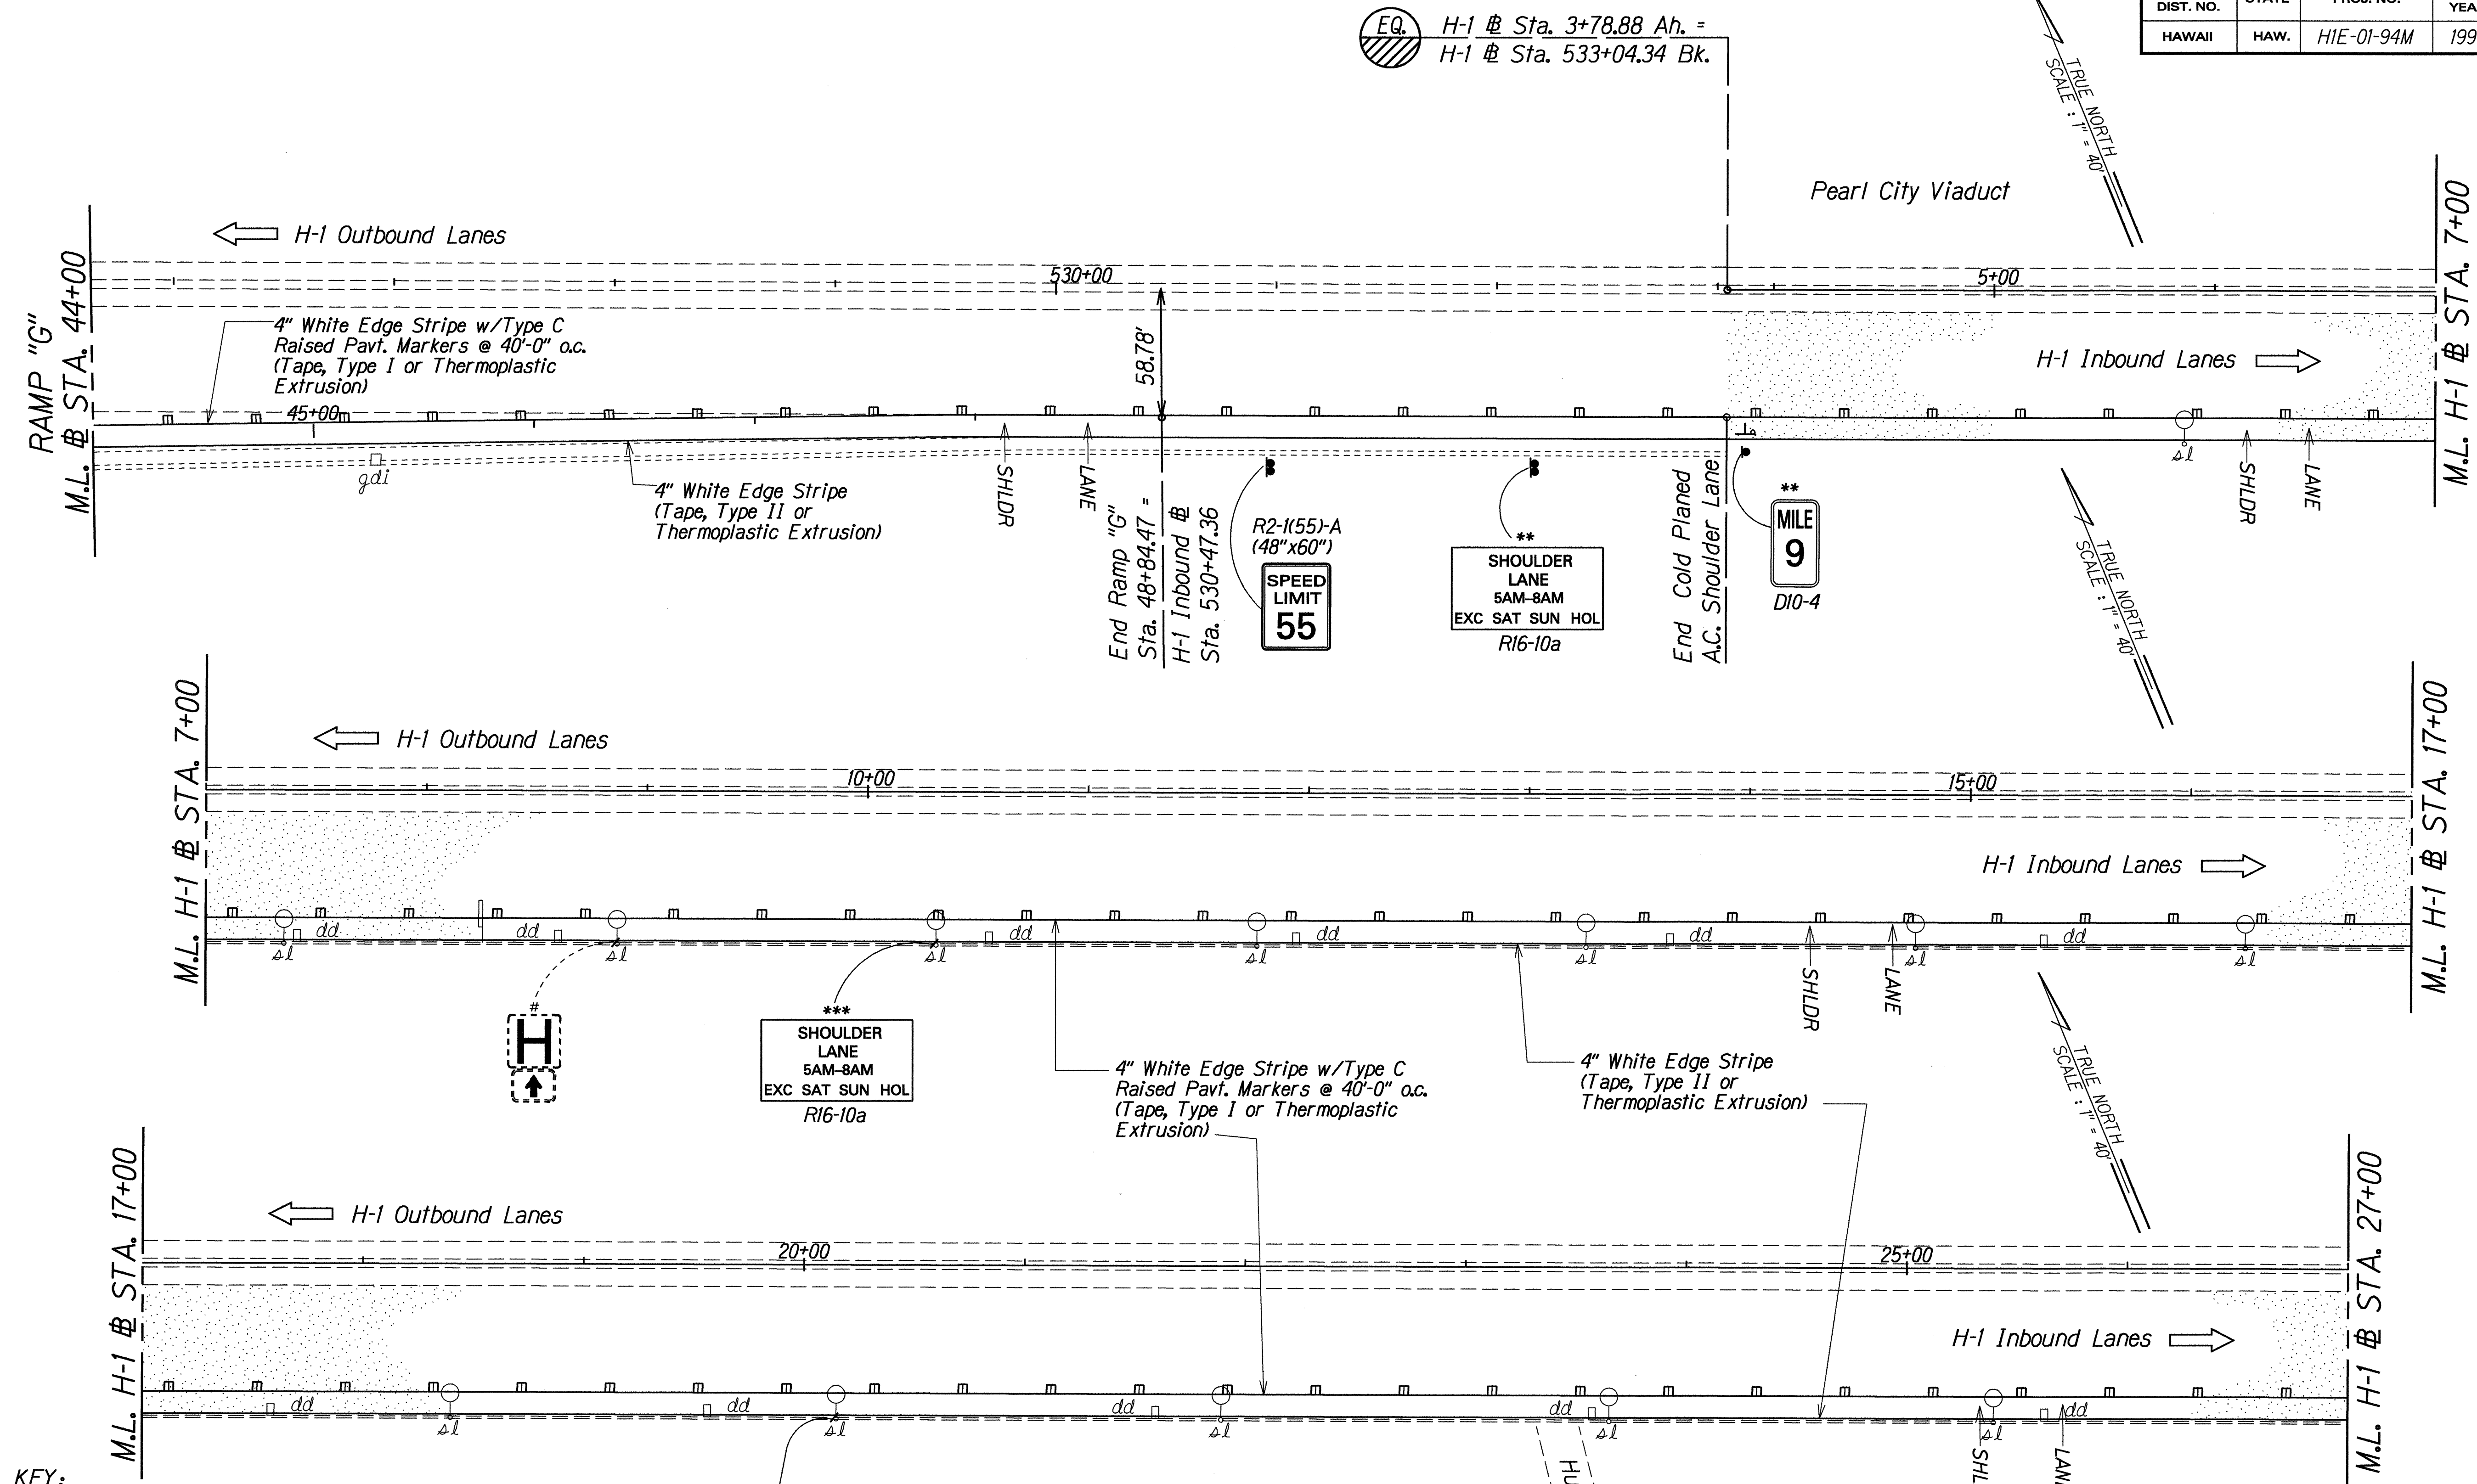 EQ.
H-1 ℄ Sta. 3+78.88 Ah. =
H-1 ℄ Sta. 533+04.34 Bk.
DIST. NO.
HAWAII HAW. H1E-01-94M
TRUE NORTH
SCALE : 1" = 40'
Pearl City Viaduct
RAMP "G"
M.L. ℄ STA. 44+00
H-1 Outbound Lanes
530+00
5+00
M.L. H-1 ℄ STA. 7+00
4" White Edge Stripe w/Type C
Raised Pavt. Markers @ 40'-0" o.c.
(Tape, Type I or Thermoplastic
Extrusion)
58.78'
H-1 Inbound Lanes
45+00
gdi
4" White Edge Stripe
(Tape, Type II or
Thermoplastic Extrusion)
SHLDR
LANE
End Ramp "G"
Sta. 48+84.47 =
H-1 Inbound ℄
Sta. 530+47.36
R2-1(55)-A
(48"x60")
SPEED
LIMIT
55
**
SHOULDER
LANE
5AM–8AM
EXC SAT SUN HOL
R16-10a
End Cold Planed
A.C. Shoulder Lane
**
MILE
9
D10-4
sl
SHLDR
LANE
TRUE NORTH
SCALE : 1" = 40'
M.L. H-1 ℄ STA. 7+00
H-1 Outbound Lanes
10+00
15+00
M.L. H-1 ℄ STA. 17+00
H-1 Inbound Lanes
dd dd dd dd dd dd
sl sl sl sl sl sl sl
SHLDR
LANE
#
H
***
SHOULDER
LANE
5AM–8AM
EXC SAT SUN HOL
R16-10a
4" White Edge Stripe w/Type C
Raised Pavt. Markers @ 40'-0" o.c.
(Tape, Type I or Thermoplastic
Extrusion)
4" White Edge Stripe
(Tape, Type II or
Thermoplastic Extrusion)
TRUE NORTH
SCALE : 1" = 40'
M.L. H-1 ℄ STA. 17+00
H-1 Outbound Lanes
20+00
25+00
M.L. H-1 ℄ STA. 27+00
H-1 Inbound Lanes
dd dd dd dd dd
sl sl sl sl sl
KEY: